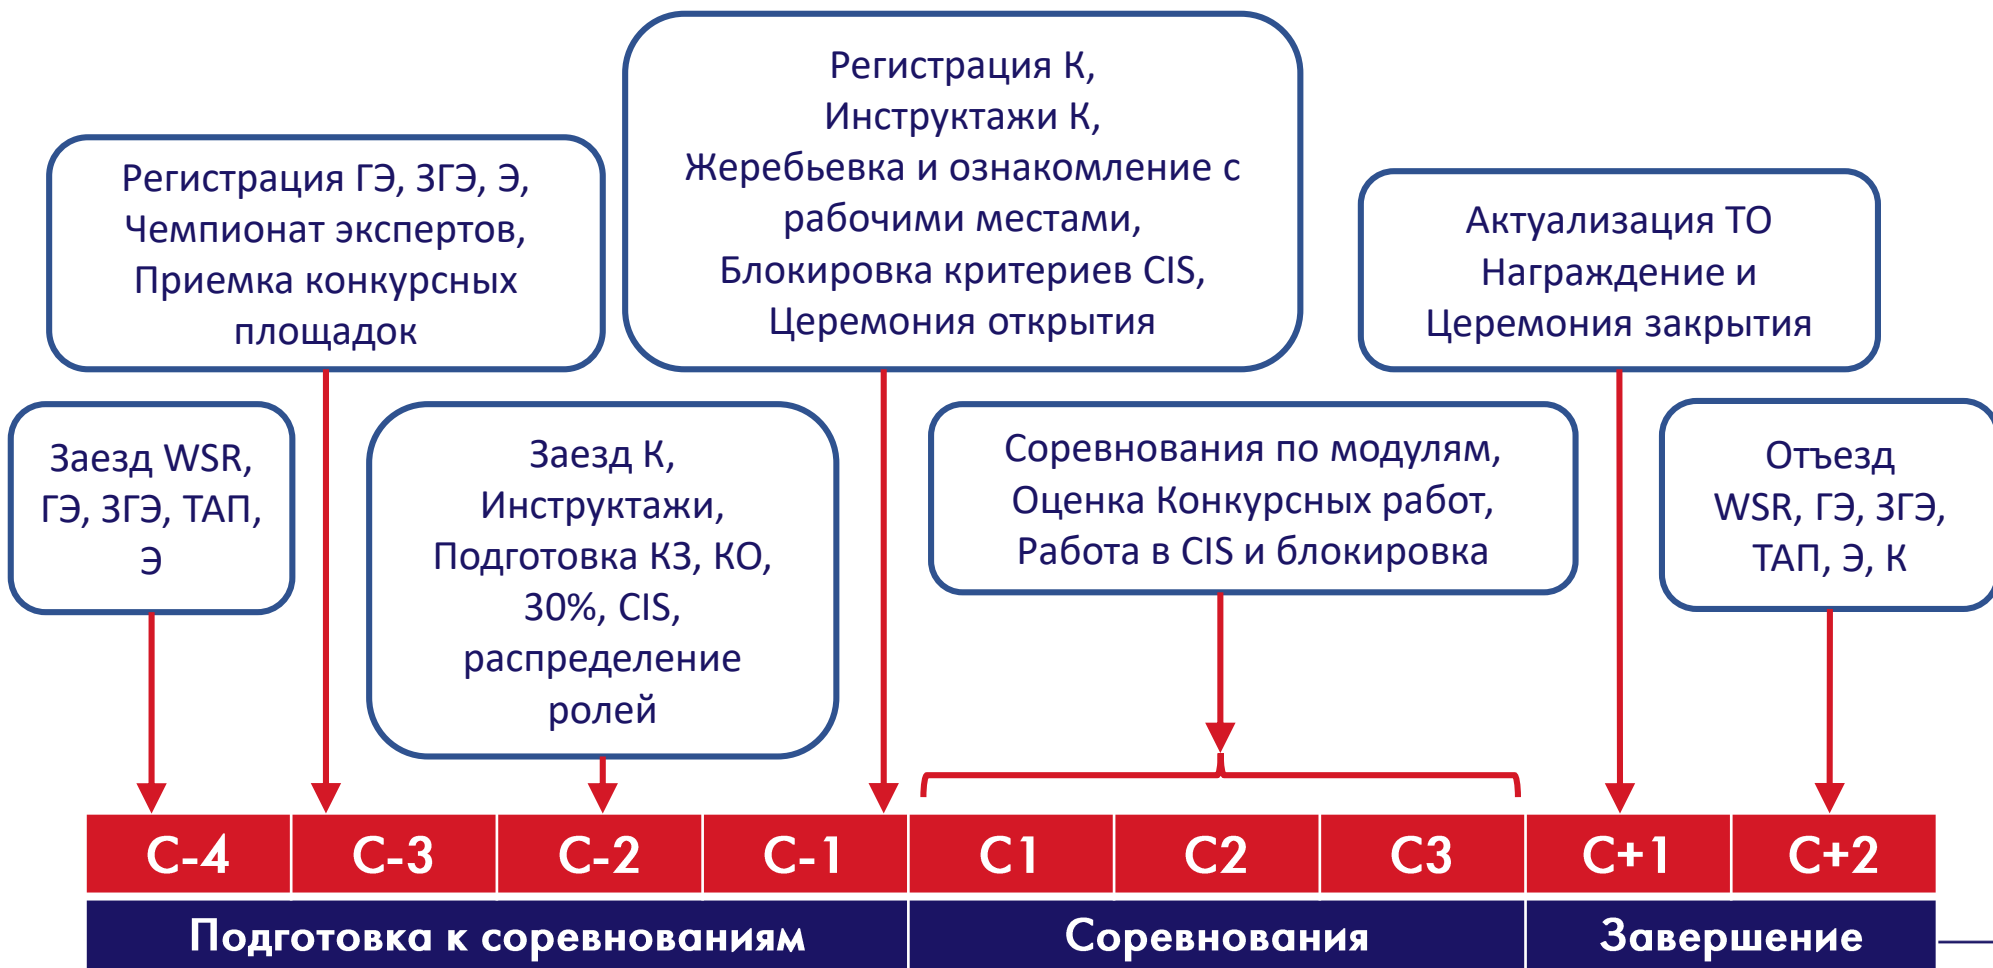 Регистрация К,
Инструктажи К,
Жеребьевка и ознакомление с
рабочими местами,
Блокировка критериев CIS,
Церемония открытия
Регистрация ГЭ, ЗГЭ, Э,
Чемпионат экспертов,
Приемка конкурсных
площадок
Актуализация ТО
Награждение и
Церемония закрытия
Заезд WSR,
ГЭ, ЗГЭ, ТАП,
Э
Заезд К,
Инструктажи,
Подготовка КЗ, КО,
30%, CIS,
распределение
ролей
Соревнования по модулям,
Оценка Конкурсных работ,
Работа в CIS и блокировка
Отъезд
WSR, ГЭ, ЗГЭ,
ТАП, Э, К
С-4 С-3 С-2 С-1 С1 С2 С3 С+1 С+2
Подготовка к соревнованиям Соревнования Завершение